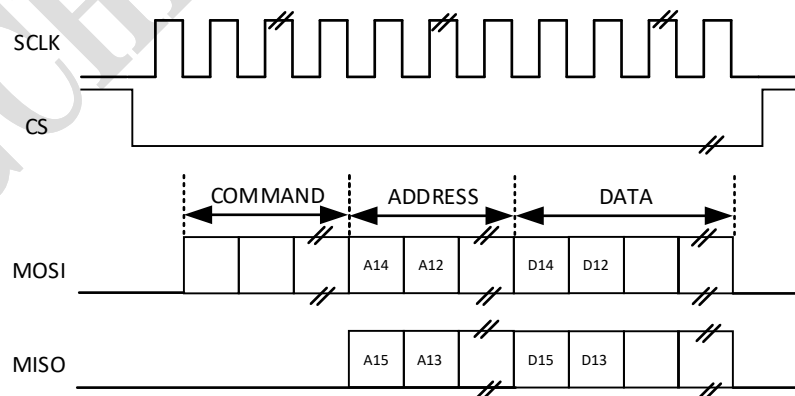 SCLK
CS
COMMAND ADDRESS DATA
MOSI A14 A12 D14 D12
MISO A15 A13 D15 D13